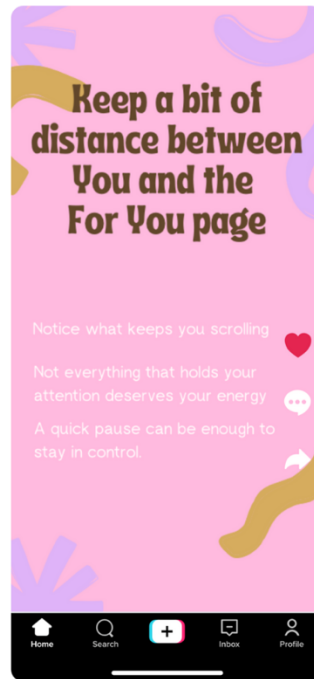 Keep a bit of
distance between
You and the
For You page
Notice what keeps you scrolling
Not everything that holds your
attention deserves your energy
A quick pause can be enough to
stay in control.
Home
Search
Inbox
Profile